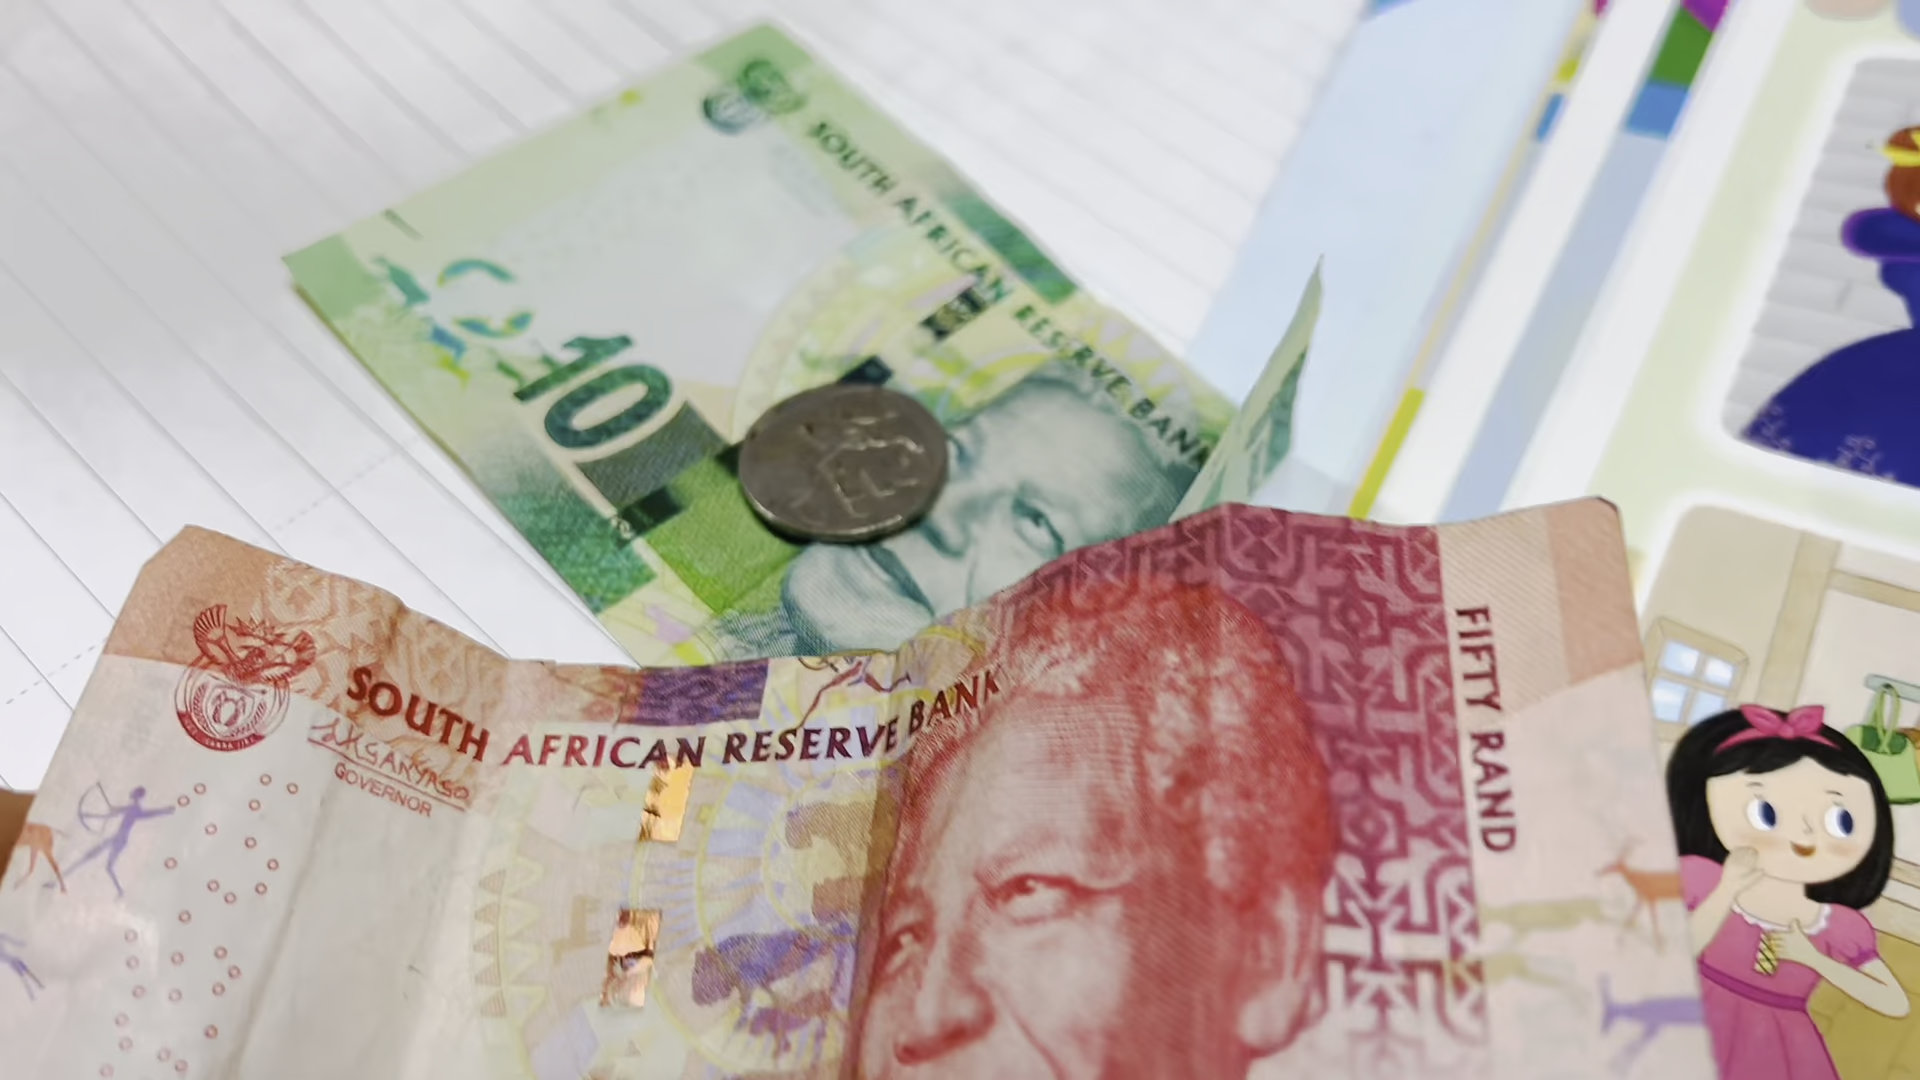 SOUTH AFRICAN RESERVE BANK
10
SOUTH AFRICAN RESERVE BANK
GOVERNOR
FIFTY RAND